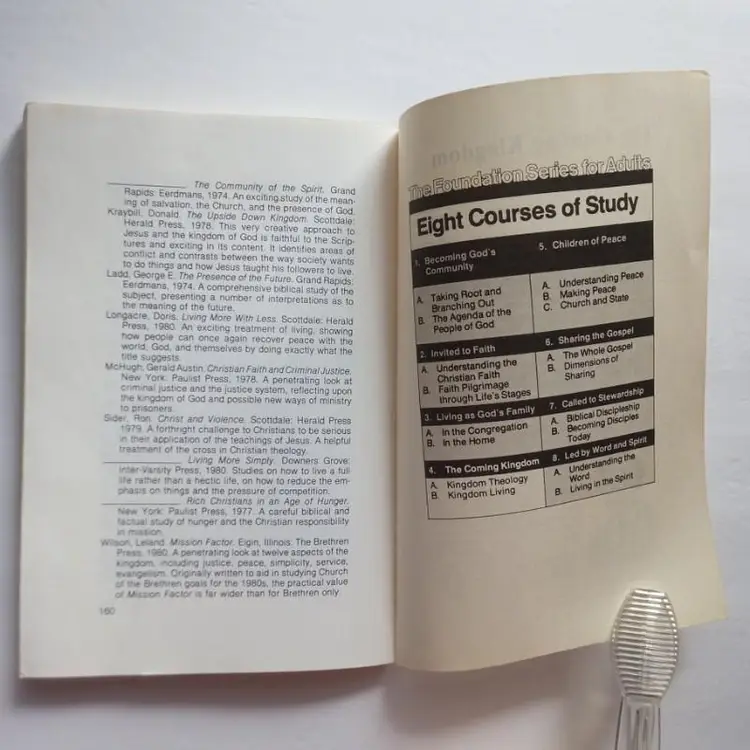 The Community of the Spirit. Grand
Rapids: Eerdmans, 1974. An exciting study of the mean-
ing of salvation, the Church, and the presence of God.
Kraybill, Donald. The Upside Down Kingdom. Scottdale:
Herald Press, 1978. This very creative approach to
Jesus and the kingdom of God is faithful to the Scrip-
tures and exciting in its content. It identifies areas of
conflict and contrasts between the way society wants
to do things and how Jesus taught his followers to live.
Ladd, George E. The Presence of the Future. Grand Rapids:
Eerdmans, 1974. A comprehensive biblical study of the
subject, presenting a number of interpretations as to
the meaning of the future.
Longacre, Doris. Living More With Less. Scottdale: Herald
Press, 1980. An exciting treatment of living, showing
how people can once again recover peace with the
world, God, and themselves by doing exactly what the
title suggests.
McHugh, Gerald Austin. Christian Faith and Criminal Justice.
New York: Paulist Press, 1978. A penetrating look at
criminal justice and the justice system, reflecting upon
the kingdom of God and possible new ways of ministry
to prisoners.
Sider, Ron. Christ and Violence. Scottdale: Herald Press
1979. A forthright challenge to Christians to be serious
in their application of the teachings of Jesus. A helpful
treatment of the cross in Christian theology.
Living More Simply. Downers Grove:
Inter-Varsity Press, 1980. Studies on how to live a full
life rather than a hectic life, on how to reduce the em-
phasis on things and the pressure of competition.
Rich Christians in an Age of Hunger.
New York: Paulist Press, 1977. A careful biblical and
factual study of hunger and the Christian responsibility
in mission.
Wilson, Leland. Mission Factor. Elgin, Illinois: The Brethren
Press, 1980. A penetrating look at twelve aspects of the
kingdom, including justice, peace, simplicity, service,
evangelism. Originally written to aid in studying Church
of the Brethren goals for the 1980s, the practical value
of Mission Factor is far wider than for Brethren only.
160
The Foundation Series for Adults
Eight Courses of Study
1. Becoming God's
Community
A. Taking Root and
Branching Out
B. The Agenda of the
People of God
2. Invited to Faith
A. Understanding the
Christian Faith
B. Faith Pilgrimage
through Life's Stages
3. Living as God's Family
A. In the Congregation
B. In the Home
4. The Coming Kingdom
A. Kingdom Theology
B. Kingdom Living
5. Children of Peace
A. Understanding Peace
B. Making Peace
C. Church and State
6. Sharing the Gospel
A. The Whole Gospel
B. Dimensions of
Sharing
7. Called to Stewardship
A. Biblical Discipleship
B. Becoming Disciples
Today
8. Led by Word and Spirit
A. Understanding the
Word
B. Living in the Spirit